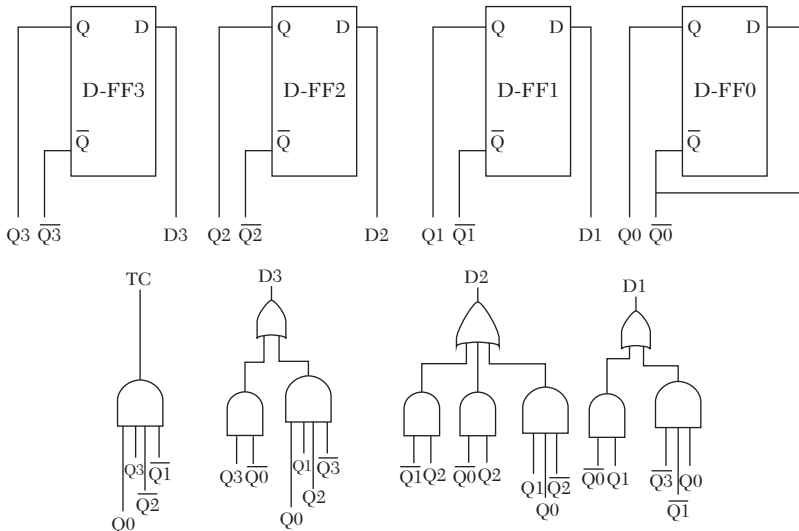 Q D Q D Q D Q D
D-FF3 D-FF2 D-FF1 D-FF0
Q̅ Q̅ Q̅ Q̅
Q3 Q̅3̅ D3 Q2 Q̅2̅ D2 Q1 Q̅1̅ D1 Q0 Q̅0̅
TC D3 D2 D1
Q3 Q̅1̅ Q3 Q̅0̅ Q1 Q̅3̅ Q̅1̅ Q2 Q̅0̅ Q2 Q1 Q̅2̅ Q̅0̅ Q1 Q̅3̅ Q0
Q̅2̅ Q2 Q0 Q̅1̅
Q0 Q0